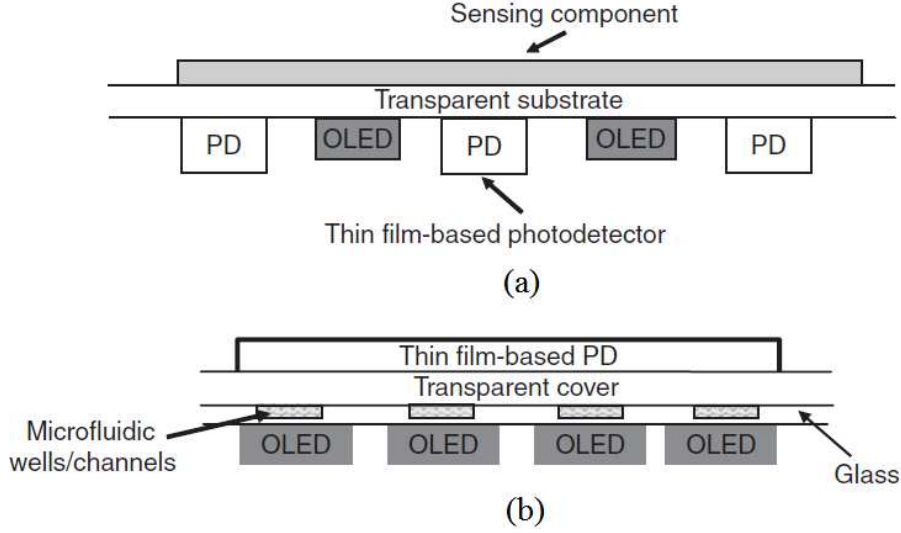 Sensing component
Transparent substrate
PD OLED PD OLED PD
Thin film-based photodetector
(a)
Thin film-based PD
Transparent cover
Microfluidic
wells/channels
OLED OLED OLED OLED
Glass
(b)